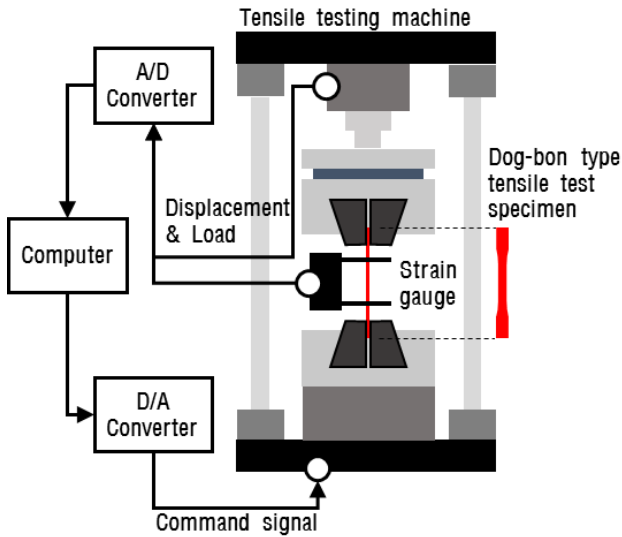 Tensile testing machine
A/D
Converter
Dog-bon type
tensile test
specimen
Displacement
& Load
Computer
Strain
gauge
D/A
Converter
Command signal